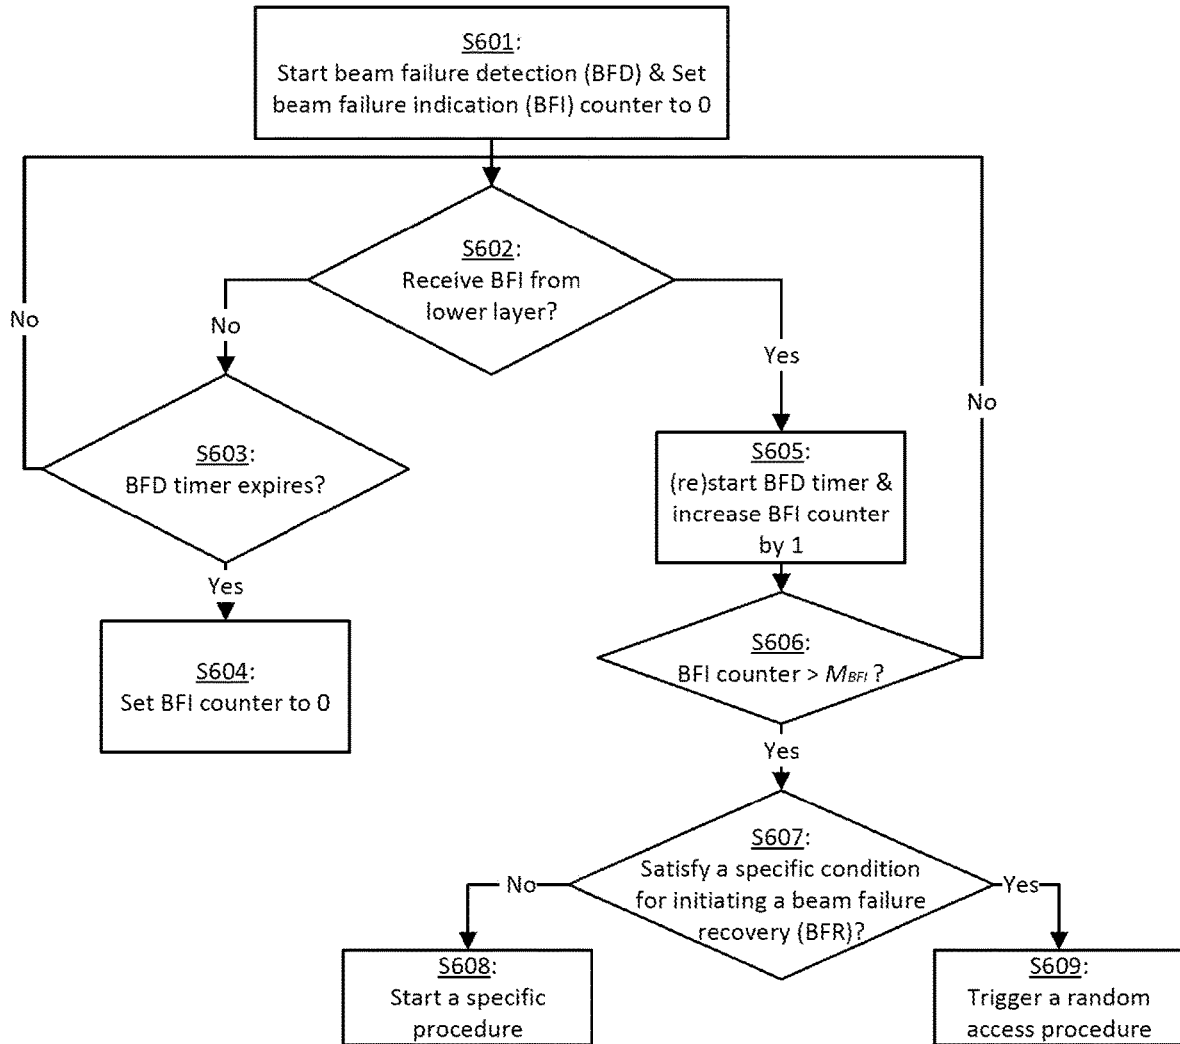 S601:
Start beam failure detection (BFD) & Set
beam failure indication (BFI) counter to 0
S602:
Receive BFI from
lower layer?
No
No
Yes
No
S603:
BFD timer expires?
S605:
(re)start BFD timer &
increase BFI counter
by 1
Yes
S604:
Set BFI counter to 0
S606:
BFI counter > MBFI ?
Yes
S607:
Satisfy a specific condition
for initiating a beam failure
recovery (BFR)?
No
Yes
S608:
Start a specific
procedure
S609:
Trigger a random
access procedure